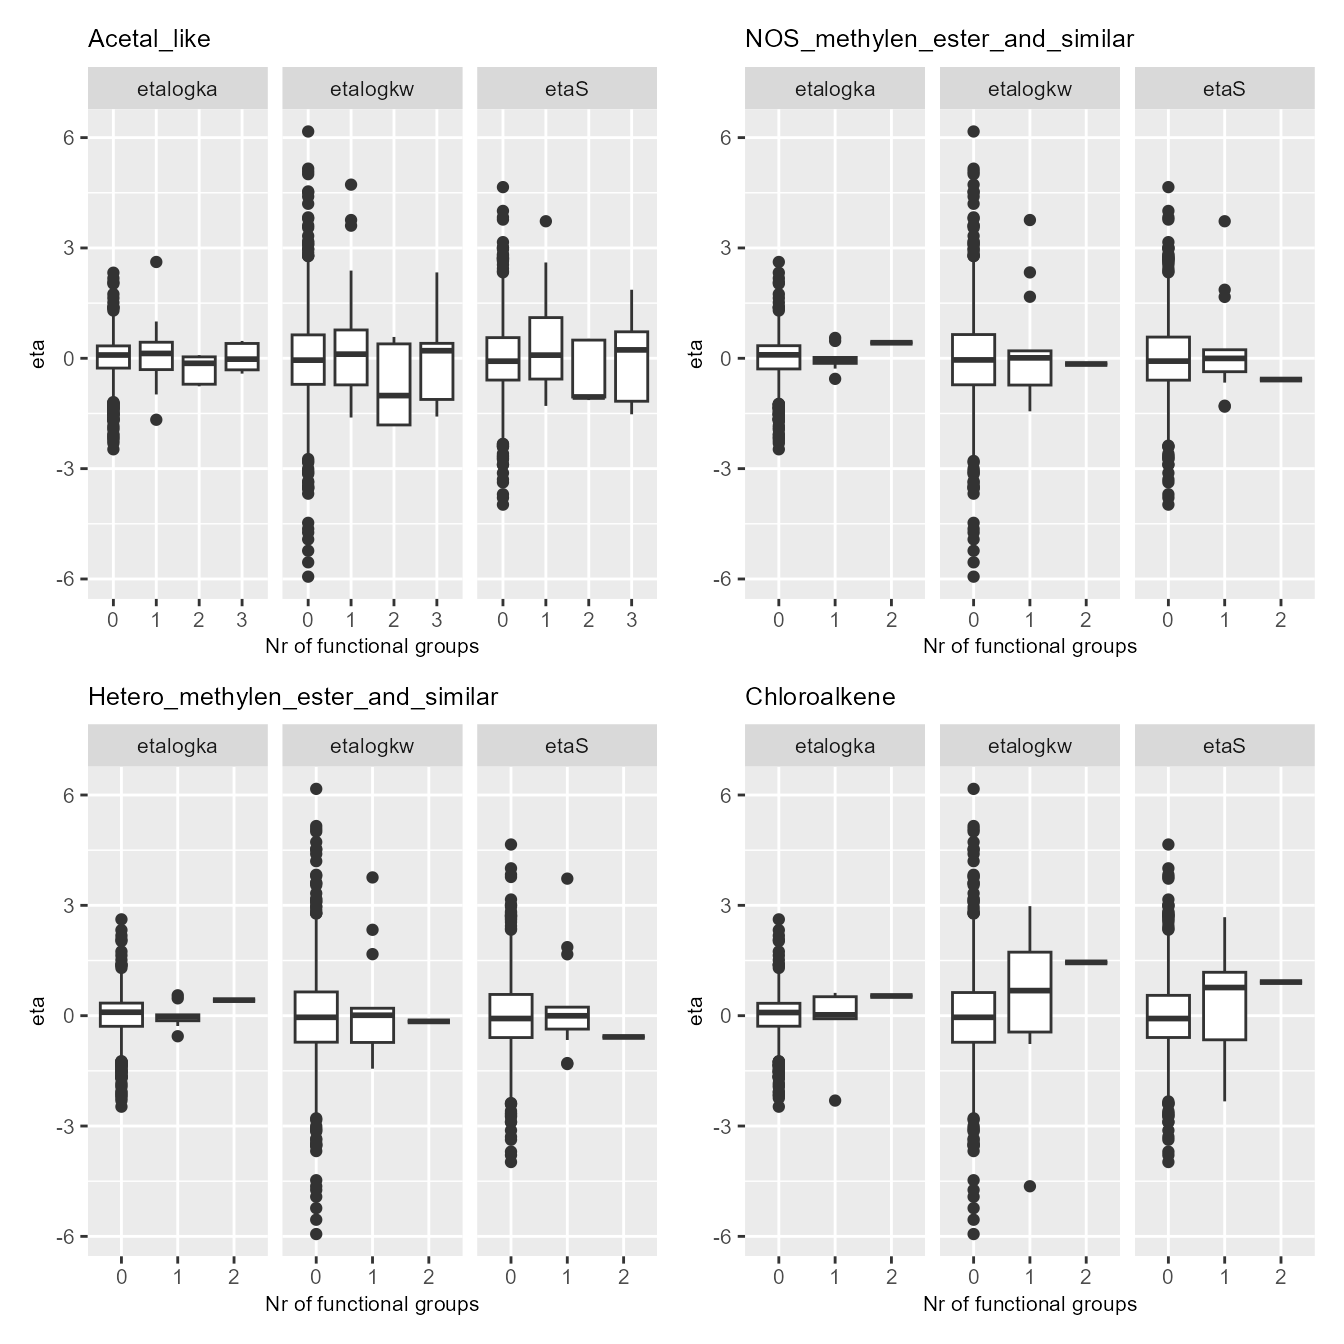 Acetal_like
etalogka etalogkw etaS
6
3
0
-3
-6
eta
0 1 2 3 0 1 2 3 0 1 2 3
Nr of functional groups
NOS_methylen_ester_and_similar
etalogka etalogkw etaS
6
3
0
-3
-6
eta
0 1 2 0 1 2 0 1 2
Nr of functional groups
Hetero_methylen_ester_and_similar
etalogka etalogkw etaS
6
3
0
-3
-6
eta
0 1 2 0 1 2 0 1 2
Nr of functional groups
Chloroalkene
etalogka etalogkw etaS
6
3
0
-3
-6
eta
0 1 2 0 1 2 0 1 2
Nr of functional groups